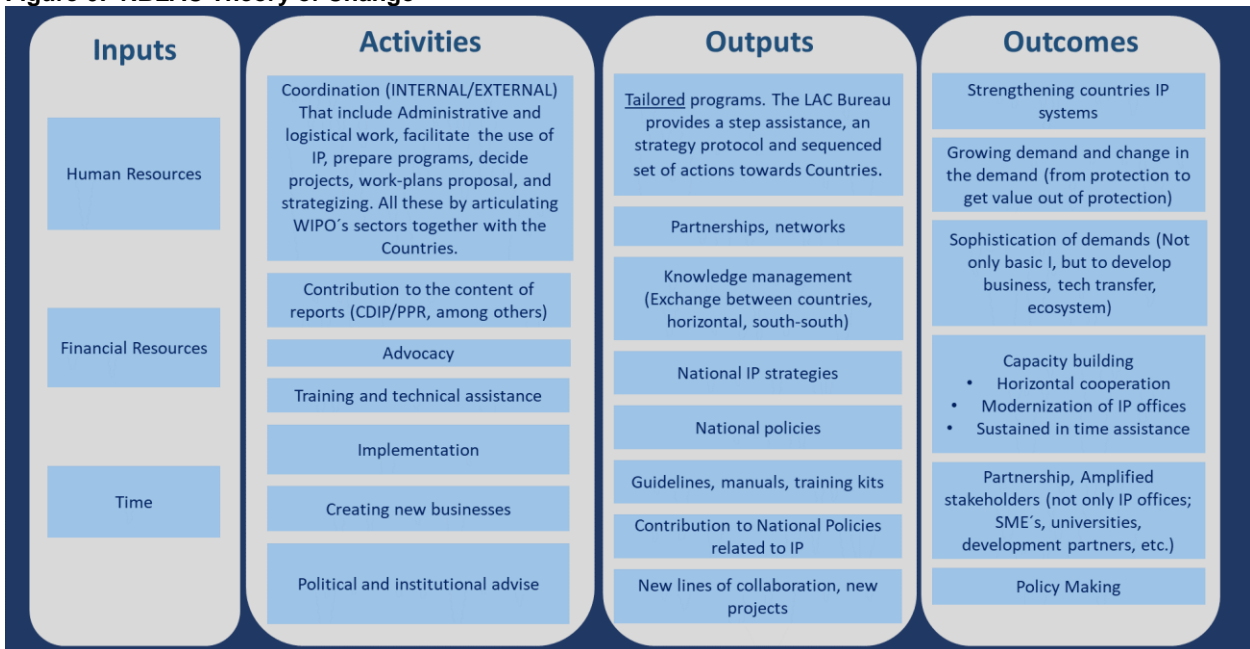 Inputs
Human Resources
Financial Resources
Time
Activities
Coordination (INTERNAL/EXTERNAL)
That include Administrative and
logistical work, facilitate the use of
IP, prepare programs, decide
projects, work-plans proposal, and
strategizing. All these by articulating
WIPO´s sectors together with the
Countries.
Contribution to the content of
reports (CDIP/PPR, among others)
Advocacy
Training and technical assistance
Implementation
Creating new businesses
Political and institutional advise
Outputs
Tailored programs. The LAC Bureau
provides a step assistance, an
strategy protocol and sequenced
set of actions towards Countries.
Partnerships, networks
Knowledge management
(Exchange between countries,
horizontal, south-south)
National IP strategies
National policies
Guidelines, manuals, training kits
Contribution to National Policies
related to IP
New lines of collaboration, new
projects
Outcomes
Strengthening countries IP
systems
Growing demand and change in
the demand (from protection to
get value out of protection)
Sophistication of demands (Not
only basic I, but to develop
business, tech transfer,
ecosystem)
Capacity building
• Horizontal cooperation
• Modernization of IP offices
• Sustained in time assistance
Partnership, Amplified
stakeholders (not only IP offices;
SME´s, universities,
development partners, etc.)
Policy Making